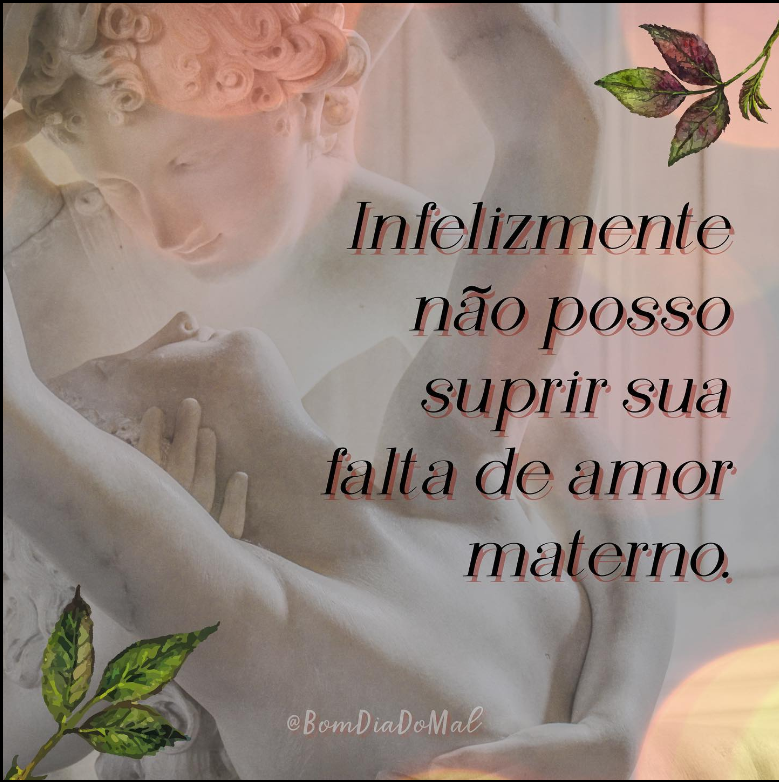 Infelizmente
não posso
suprir sua
falta de amor
materno.
@BomDiaDoMal